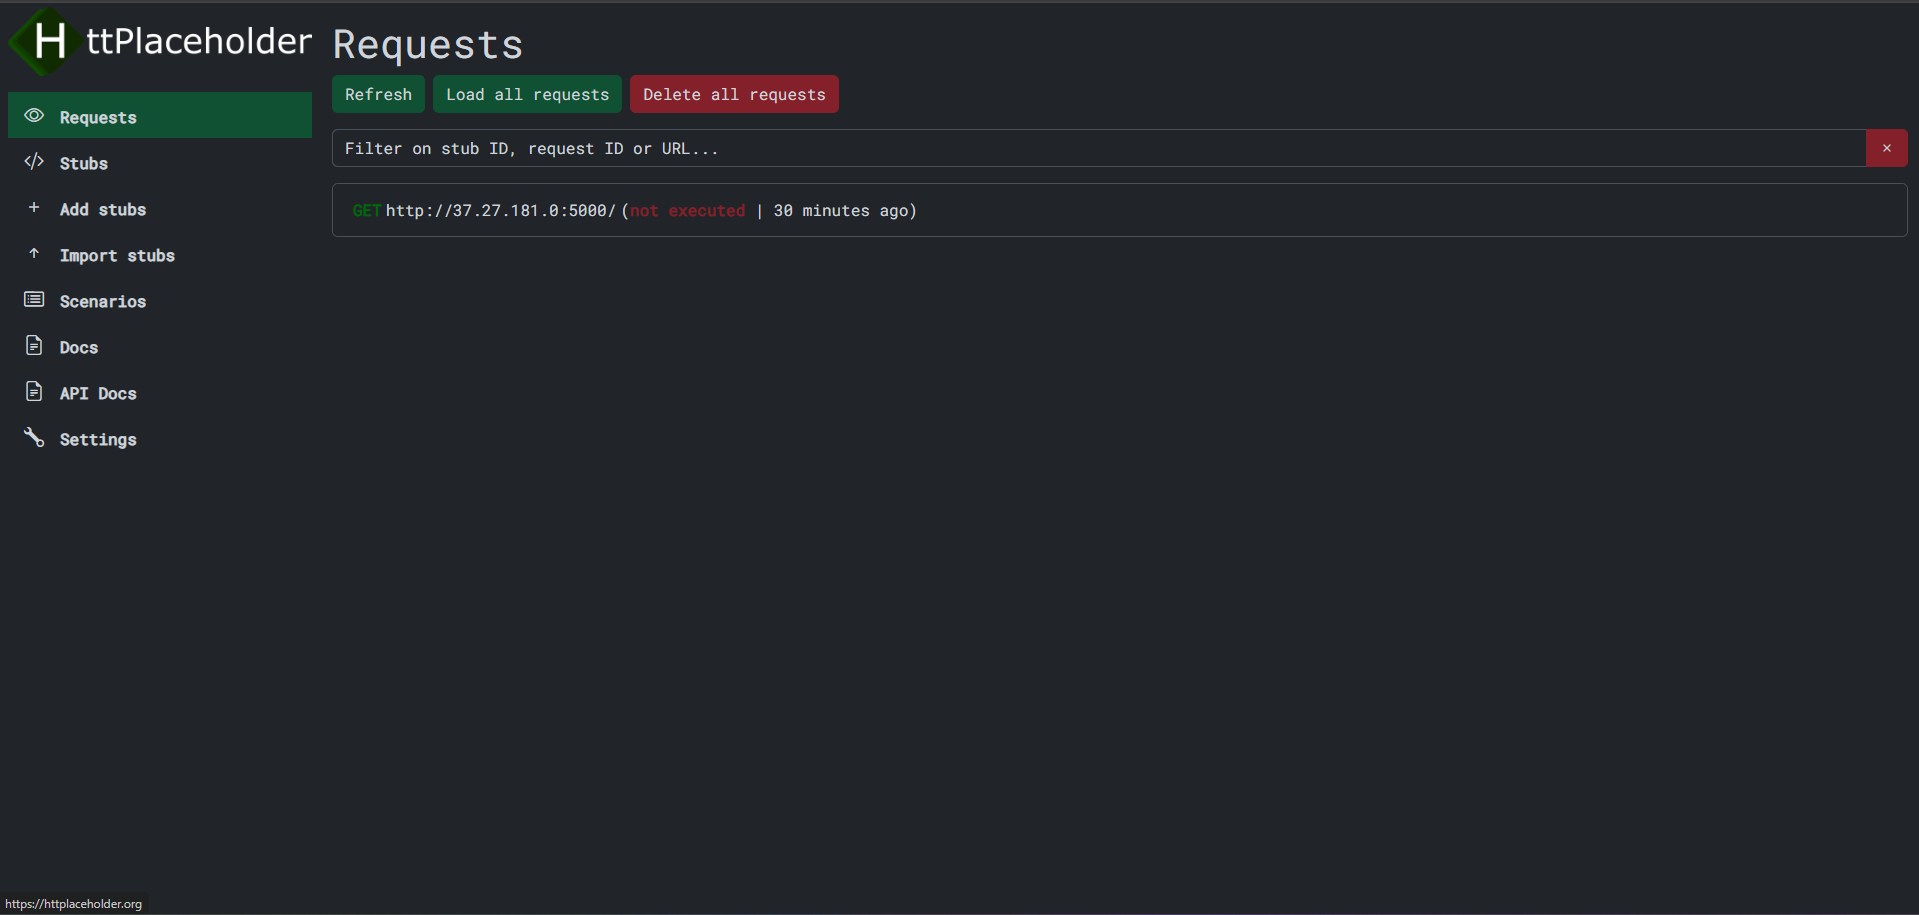 HttPlaceholder
Requests
Stubs
Add stubs
Import stubs
Scenarios
Docs
API Docs
Settings
Requests
Refresh Load all requests Delete all requests
Filter on stub ID, request ID or URL... ×
GET http://37.27.181.0:5000/ (not executed | 30 minutes ago)
https://httplaceholder.org